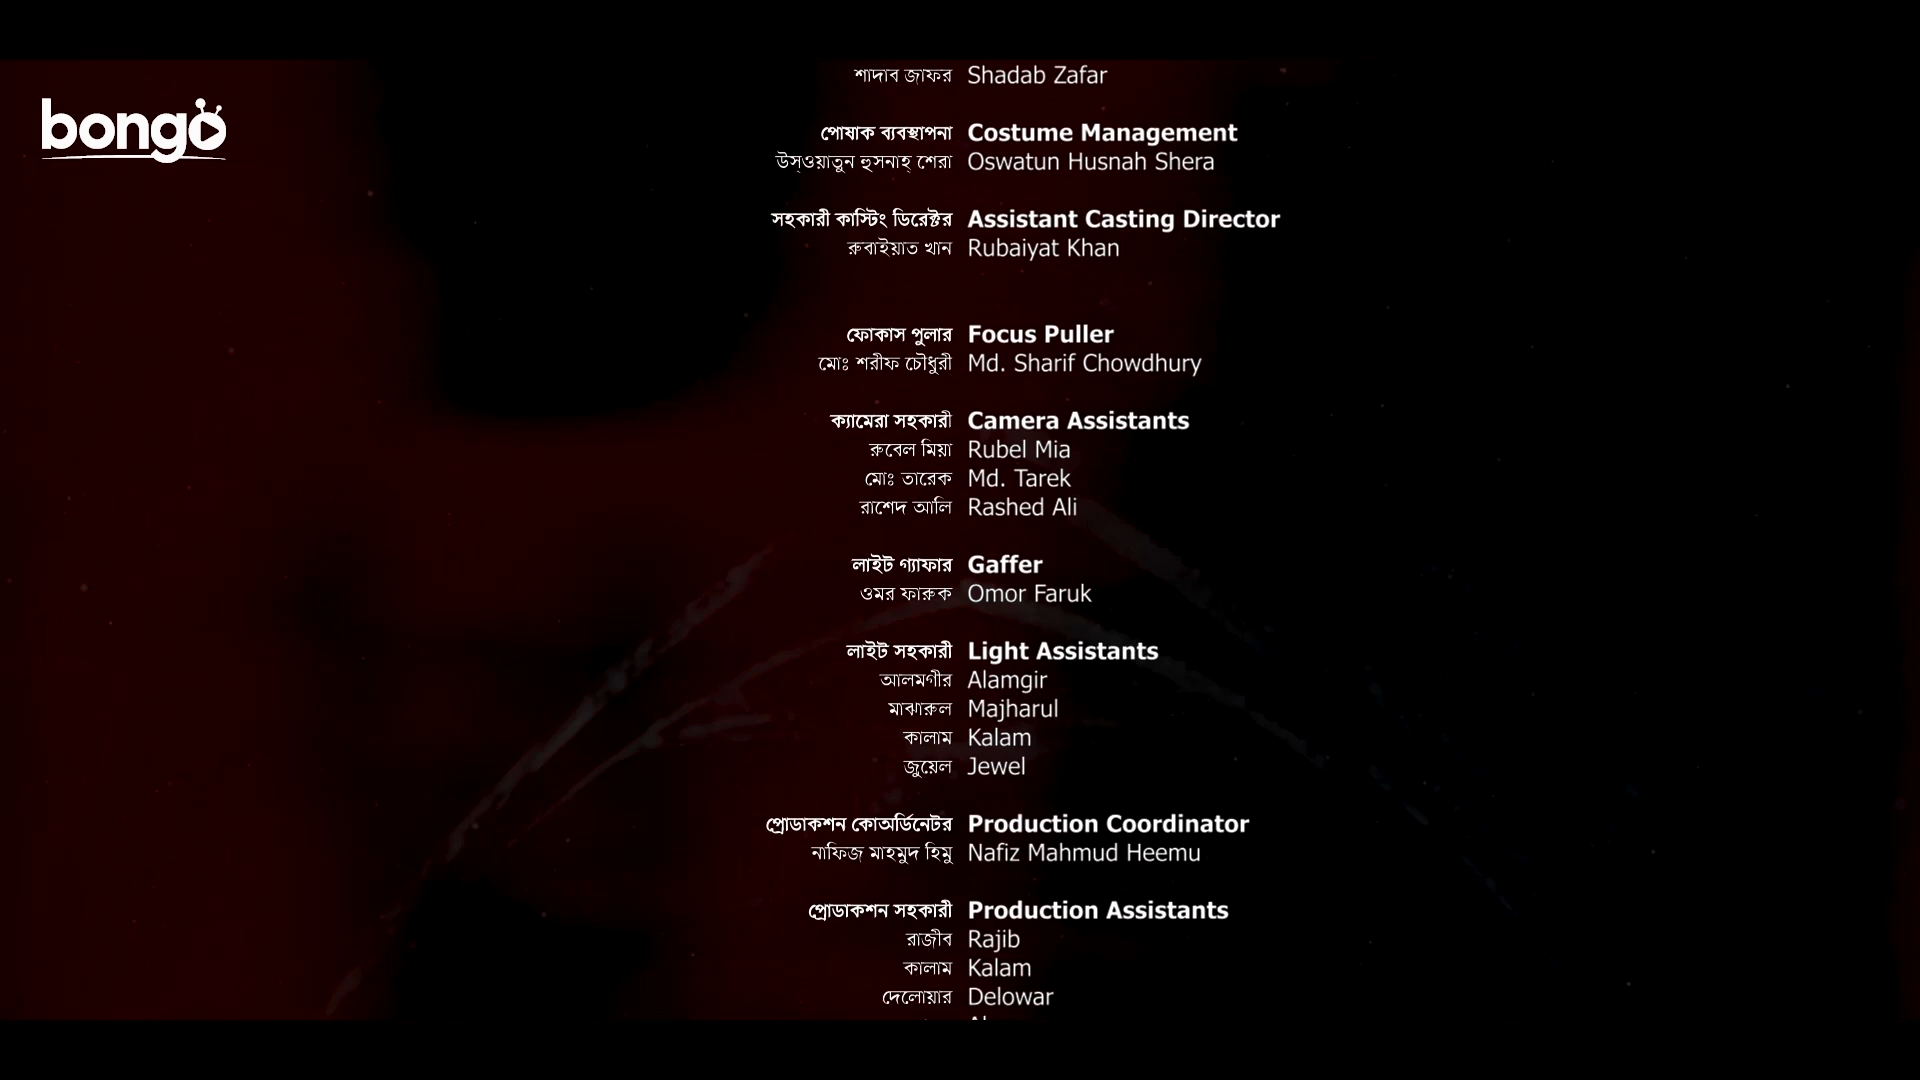 bongo
শাদাব জাফর Shadab Zafar
পোষাক ব্যবস্থাপনা Costume Management
উস্ওয়াতুন হুসনাহ্ শেরা Oswatun Husnah Shera
সহকারী কাস্টিং ডিরেক্টর Assistant Casting Director
রুবাইয়াত খান Rubaiyat Khan
ফোকাস পুলার Focus Puller
মোঃ শরীফ চৌধুরী Md. Sharif Chowdhury
ক্যামেরা সহকারী Camera Assistants
রুবেল মিয়া Rubel Mia
মোঃ তারেক Md. Tarek
রাশেদ আলি Rashed Ali
লাইট গ্যাফার Gaffer
ওমর ফারুক Omor Faruk
লাইট সহকারী Light Assistants
আলমগীর Alamgir
মাঝারুল Majharul
কালাম Kalam
জুয়েল Jewel
প্রোডাকশন কোঅর্ডিনেটর Production Coordinator
নাফিজ মাহমুদ হিমু Nafiz Mahmud Heemu
প্রোডাকশন সহকারী Production Assistants
রাজীব Rajib
কালাম Kalam
দেলোয়ার Delowar